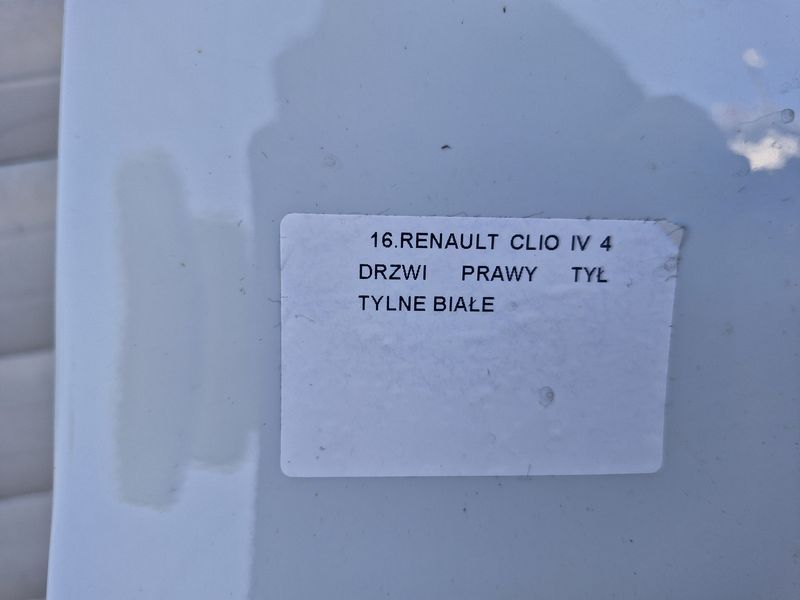 16.RENAULT CLIO IV 4
DRZWI PRAWY TYŁ
TYLNE BIAŁE